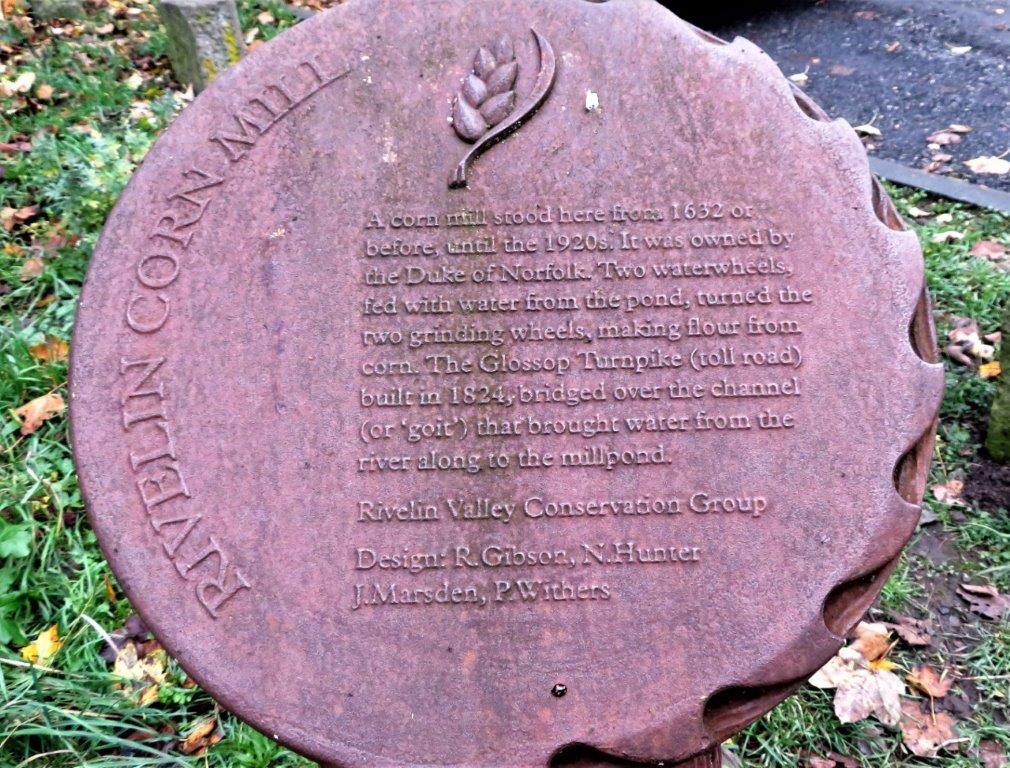 RIVELIN CORN MILL
A corn mill stood here from 1632 or
before, until the 1920s. It was owned by
the Duke of Norfolk. Two waterwheels,
fed with water from the pond, turned the
two grinding wheels, making flour from
corn. The Glossop Turnpike (toll road)
built in 1824, bridged over the channel
(or ‘goit’) that brought water from the
river along to the millpond.
Rivelin Valley Conservation Group
Design: R.Gibson, N.Hunter
J.Marsden, P.Withers